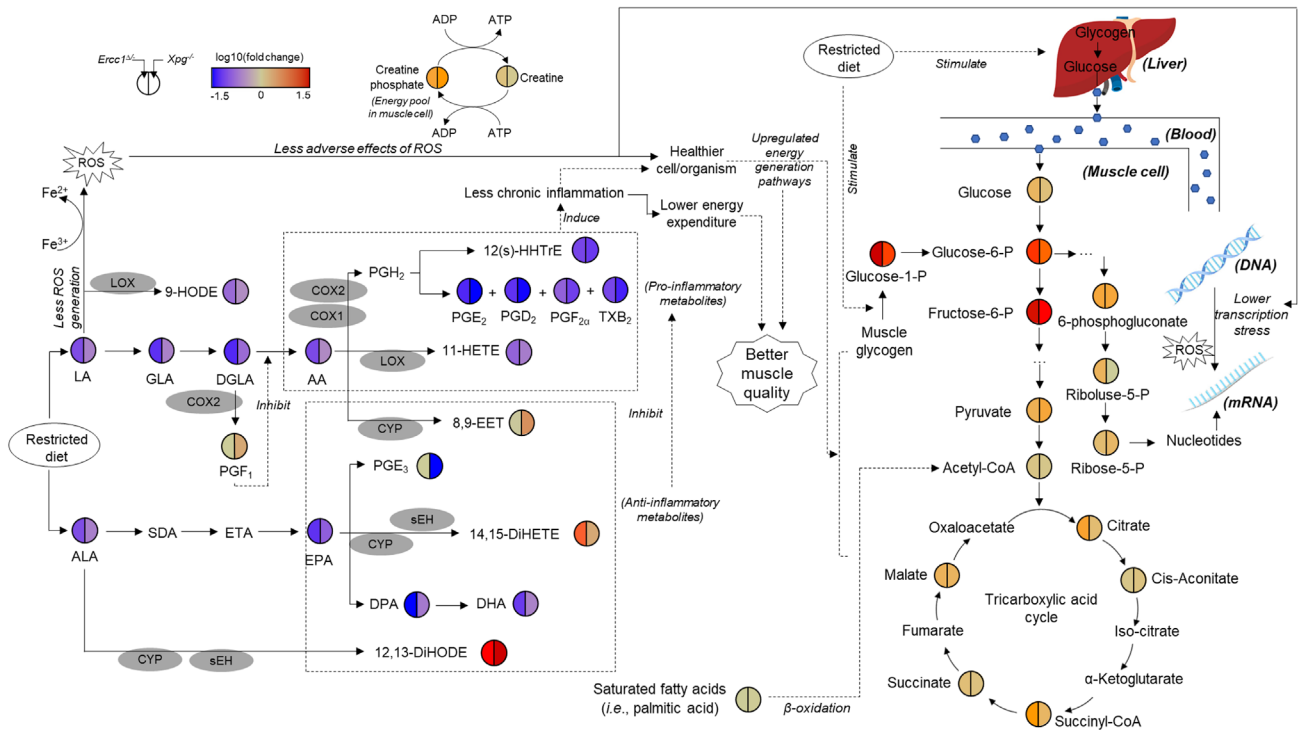 Ercc1Δ/-
Xpg-/-
log10(fold change)
-1.5 0 1.5
ADP ATP
Creatine
phosphate
Creatine
(Energy pool
in muscle cell)
ADP ATP
Restricted
diet
Stimulate
Glycogen
Glucose
(Liver)
(Blood)
(Muscle cell)
ROS
Less adverse effects of ROS
Healthier
cell/organism
Upregulated
energy
generation
pathways
Stimulate
Less chronic inflammation
Lower energy
expenditure
Induce
Fe2+
Fe3+
Less ROS
generation
LOX
9-HODE
LA
GLA
DGLA
AA
COX2
PGF1
Inhibit
COX2
COX1
PGH2
12(s)-HHTrE
PGE2 + PGD2 + PGF2α + TXB2
LOX
11-HETE
CYP
8,9-EET
(Pro-inflammatory
metabolites)
Inhibit
(Anti-inflammatory
metabolites)
Better
muscle
quality
Restricted
diet
ALA
SDA
ETA
EPA
PGE3
sEH
CYP
14,15-DiHETE
DPA
DHA
CYP
sEH
12,13-DiHODE
Saturated fatty acids
(i.e., palmitic acid)
β-oxidation
Glucose
Glucose-1-P
Glucose-6-P
...
Muscle
glycogen
Fructose-6-P
...
6-phosphogluconate
Riboluse-5-P
Ribose-5-P
Nucleotides
Pyruvate
Acetyl-CoA
(DNA)
Lower
transcription
stress
ROS
(mRNA)
Oxaloacetate
Citrate
Cis-Aconitate
Iso-citrate
α-Ketoglutarate
Succinyl-CoA
Succinate
Fumarate
Malate
Tricarboxylic acid
cycle